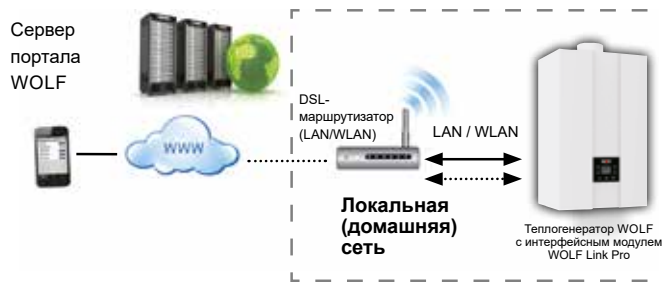 Сервер
портала
WOLF
WWW
DSL-
маршрутизатор
(LAN/WLAN)
LAN / WLAN
Локальная
(домашняя)
сеть
Теплогенератор WOLF
с интерфейсным модулем
WOLF Link Pro